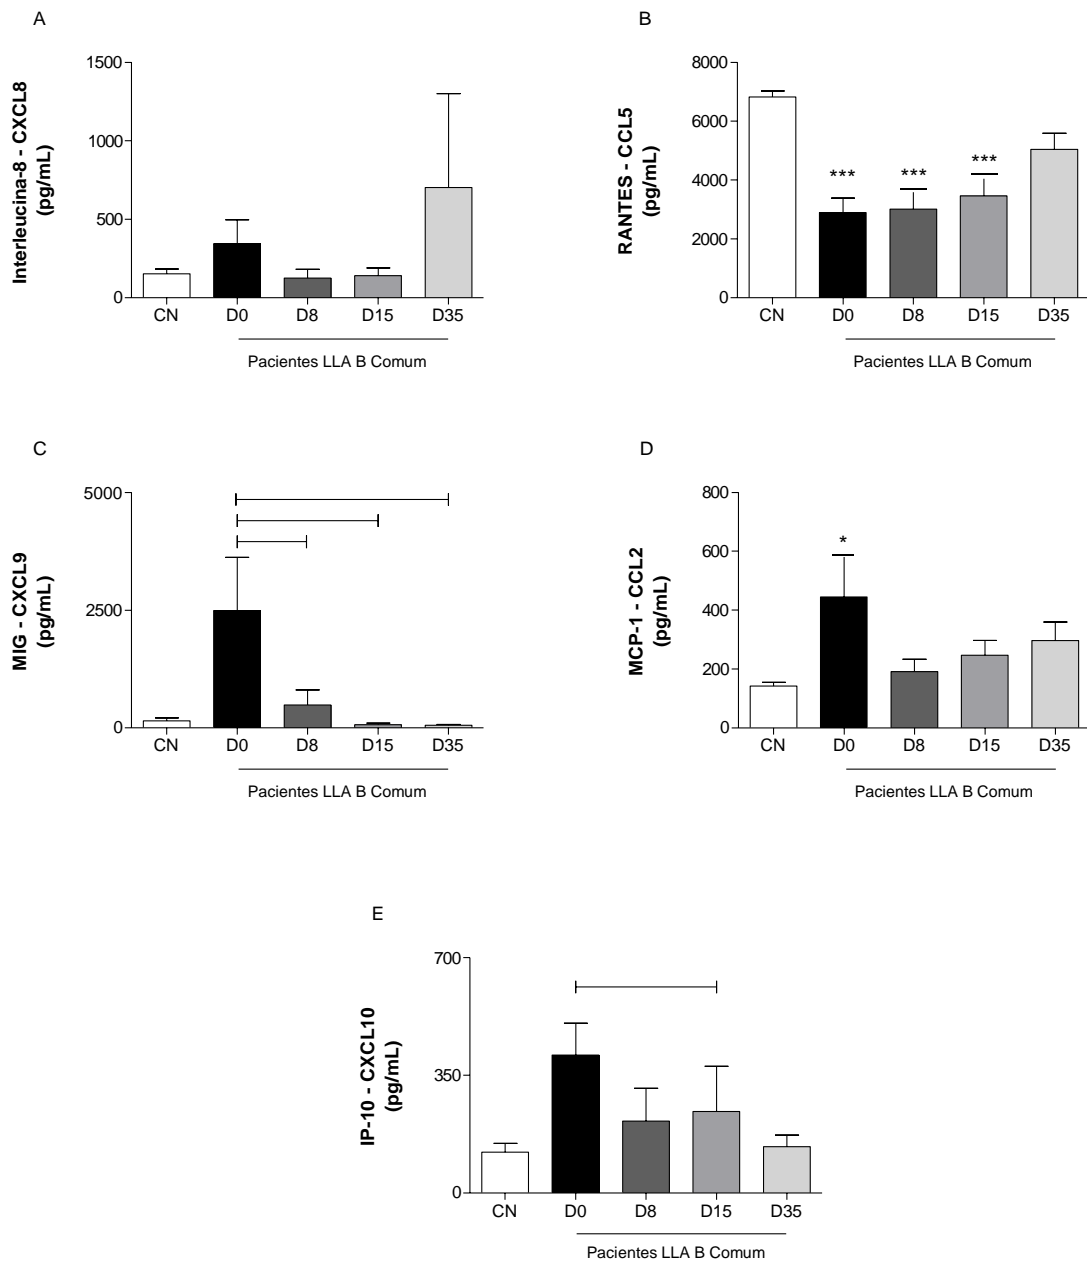 A
Interleucina-8 - CXCL8
(pg/mL)
1500
1000
500
0
CN D0 D8 D15 D35
Pacientes LLA B Comum
B
RANTES - CCL5
(pg/mL)
8000
6000
4000
2000
0
*** *** ***
CN D0 D8 D15 D35
Pacientes LLA B Comum
C
MIG - CXCL9
(pg/mL)
5000
2500
0
CN D0 D8 D15 D35
Pacientes LLA B Comum
D
MCP-1 - CCL2
(pg/mL)
800
600
400
200
0
*
CN D0 D8 D15 D35
Pacientes LLA B Comum
E
IP-10 - CXCL10
(pg/mL)
700
350
0
CN D0 D8 D15 D35
Pacientes LLA B Comum